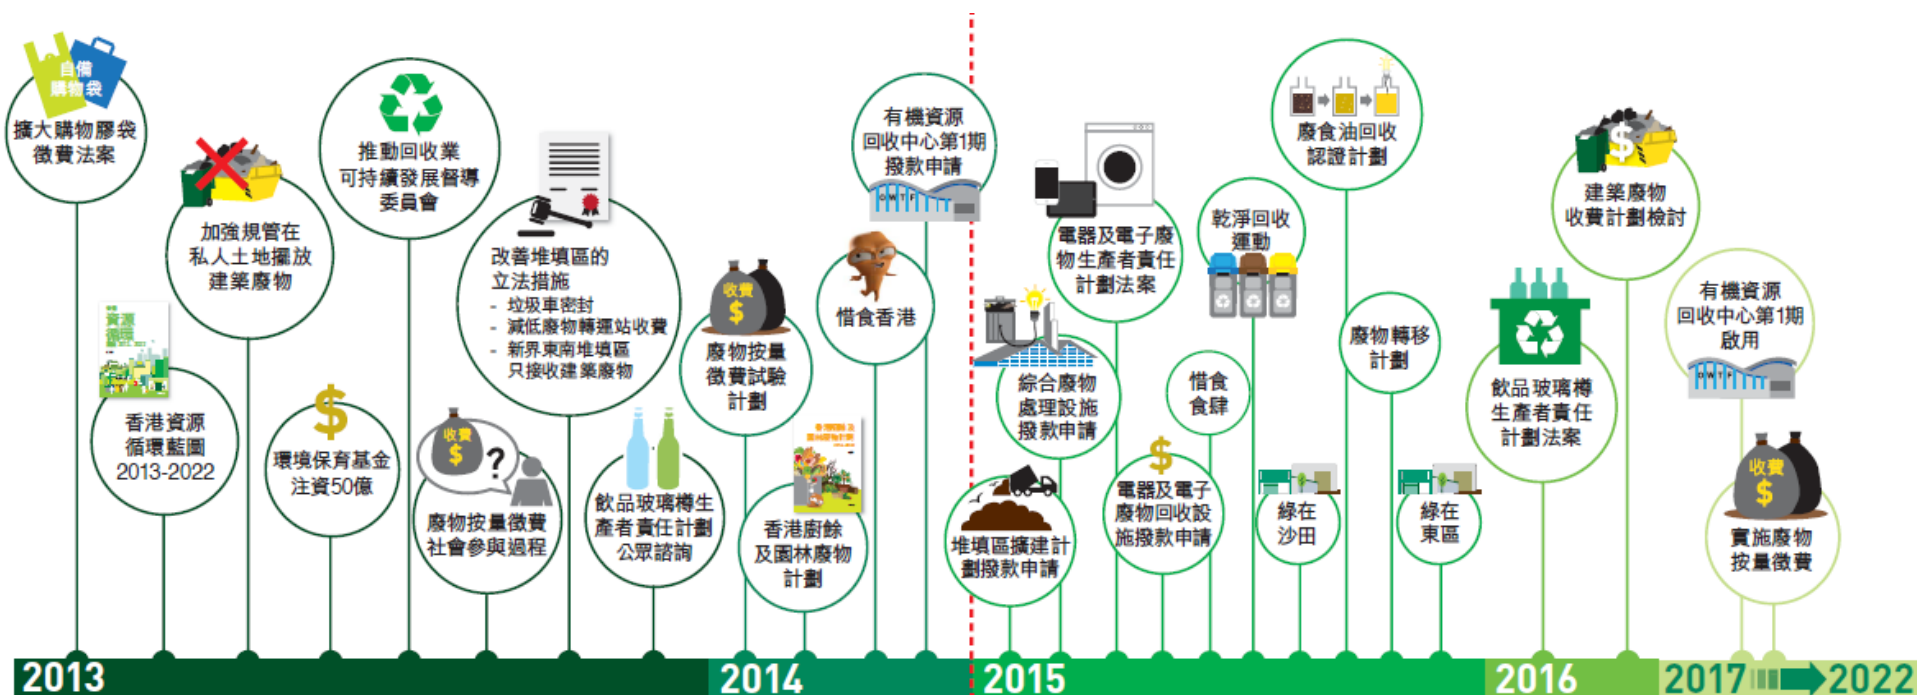 自備
購物袋
擴大購物膠袋
徵費法案
資源
循環
香港資源
循環藍圖
2013-2022
加強規管在
私人土地擺放
建築廢物
$
環境保育基金
注資50億
推動回收業
可持續發展督導
委員會
收費
$
?
廢物按量徵費
社會參與過程
改善堆填區的
立法措施
- 垃圾車密封
- 減低廢物轉運站收費
- 新界東南堆填區
只接收建築廢物
飲品玻璃樽生
產者責任計劃
公眾諮詢
收費
$
廢物按量
徵費試驗
計劃
香港廚餘
及園林廢物
計劃
惜食香港
有機資源
回收中心第1期
撥款申請
O W T F
堆填區擴建計
劃撥款申請
綜合廢物
處理設施
撥款申請
電器及電子廢
物生產者責任
計劃法案
$
電器及電子
廢物回收設
施撥款申請
惜食
食肆
乾淨回收
運動
綠在
沙田
廢食油回收
認證計劃
廢物轉移
計劃
綠在
東區
飲品玻璃樽
生產者責任
計劃法案
$
建築廢物
收費計劃檢討
有機資源
回收中心第1期
啟用
O W T F
收費
$
實施廢物
按量徵費
2013
2014
2015
2016
2017
2022